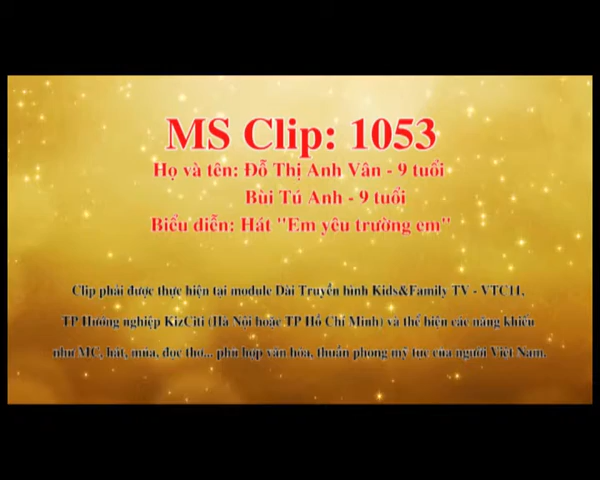 MS Clip: 1053
Họ và tên: Đỗ Thị Anh Vân - 9 tuổi
Bùi Tú Anh - 9 tuổi
Biểu diễn: Hát "Em yêu trường em"
Clip phải được thực hiện tại module Đài Truyền hình Kids&Family TV - VTC11,
TP Hướng nghiệp KizCiti (Hà Nội hoặc TP Hồ Chí Minh) và thể hiện các năng khiếu
như MC, hát, múa, đọc thơ... phù hợp văn hoá, thuần phong mỹ tục của người Việt Nam.